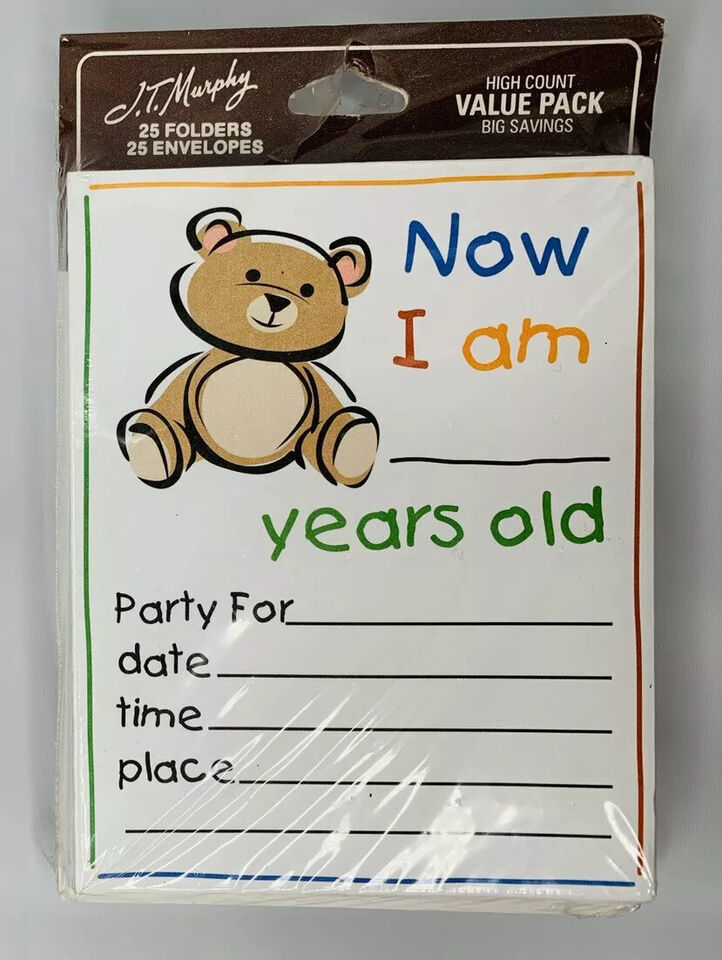 J.T. Murphy
25 FOLDERS
25 ENVELOPES
HIGH COUNT
VALUE PACK
BIG SAVINGS
Now
I am
years old
Party For
date
time
place